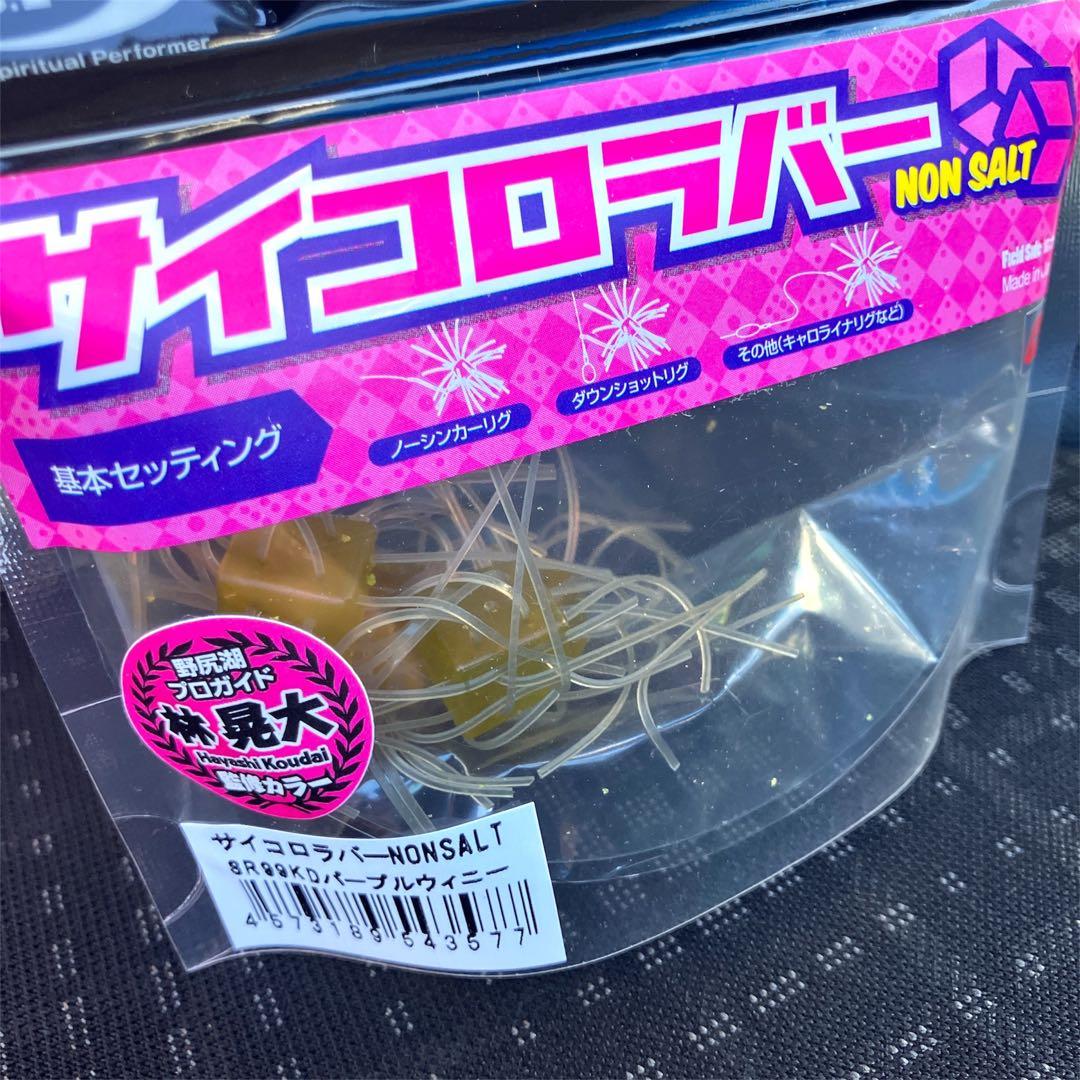 piritual Performer
サイコロラバー
NON SALT
Made in
基本セッティング
ノーシンカーリグ
ダウンショットリグ
その他(キャロライナリグなど)
野尻湖
プロガイド
林 晃大
Hayashi Koudai
監修カラー
サイコロラバーNONSALT
8R99KDパープルウィニー
4573189543577